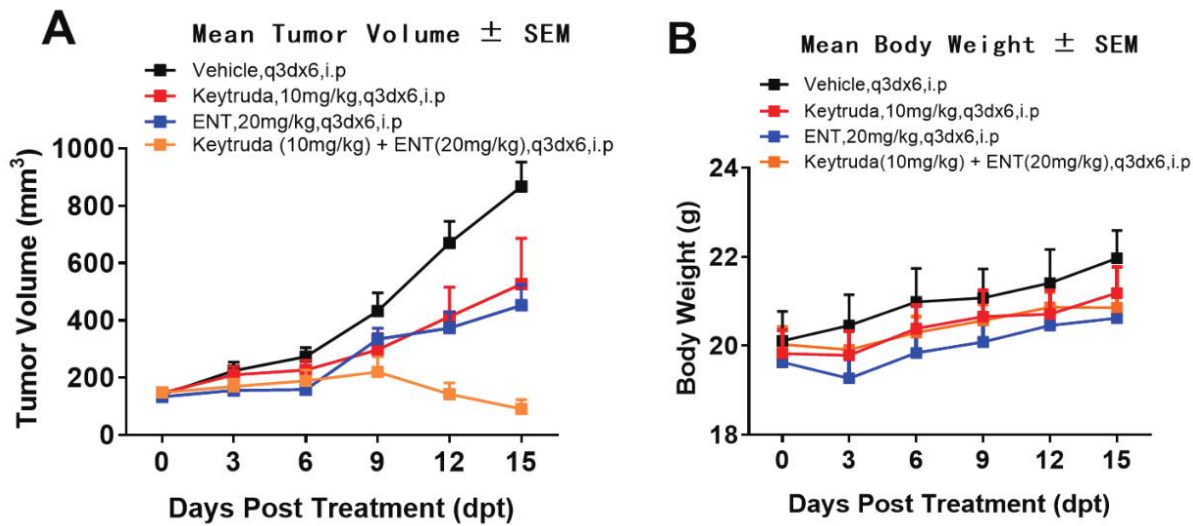 A
Mean Tumor Volume ± SEM
Vehicle,q3dx6,i.p
Keytruda,10mg/kg,q3dx6,i.p
ENT,20mg/kg,q3dx6,i.p
Keytruda (10mg/kg) + ENT(20mg/kg),q3dx6,i.p
Tumor Volume (mm³)
1000
800
600
400
200
0
0 3 6 9 12 15
Days Post Treatment (dpt)
B
Mean Body Weight ± SEM
Vehicle,q3dx6,i.p
Keytruda,10mg/kg,q3dx6,i.p
ENT,20mg/kg,q3dx6,i.p
Keytruda(10mg/kg) + ENT(20mg/kg),q3dx6,i.p
Body Weight (g)
24
22
20
18
0 3 6 9 12 15
Days Post Treatment (dpt)